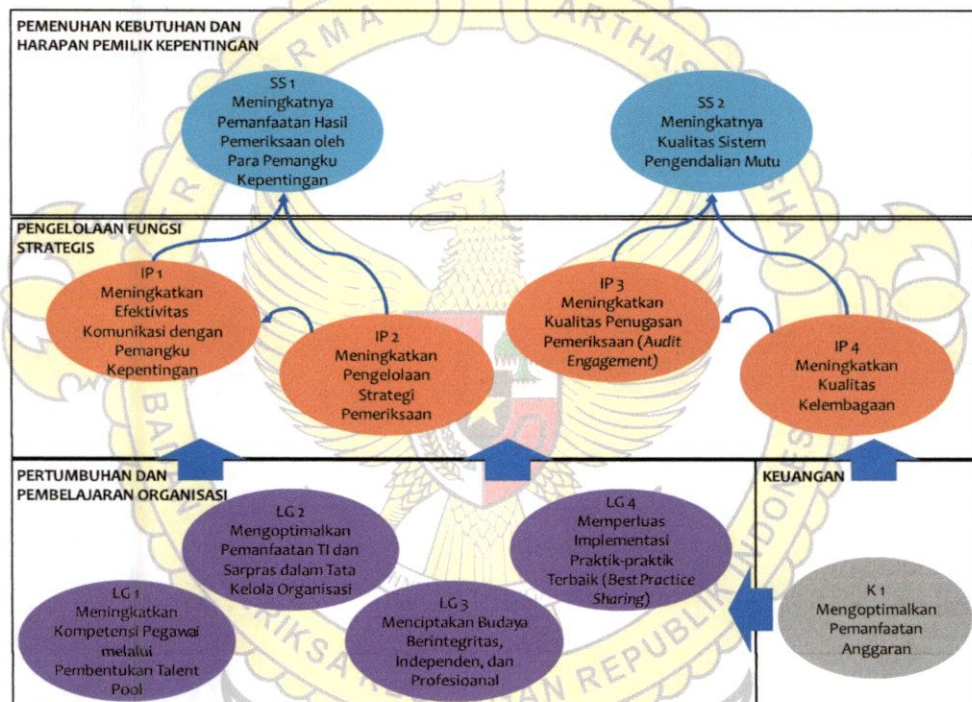 PEMENUHAN KEBUTUHAN DAN
HARAPAN PEMILIK KEPENTINGAN
SS 1
Meningkatnya
Pemanfaatan Hasil
Pemeriksaan oleh
Para Pemangku
Kepentingan
SS 2
Meningkatnya
Kualitas Sistem
Pengendalian Mutu
PENGELOLAAN FUNGSI
STRATEGIS
IP 1
Meningkatkan
Efektivitas
Komunikasi dengan
Pemangku
Kepentingan
IP 2
Meningkatkan
Pengelolaan
Strategi
Pemeriksaan
IP 3
Meningkatkan
Kualitas Penugasan
Pemeriksaan (Audit
Engagement)
IP 4
Meningkatkan
Kualitas
Kelembagaan
PERTUMBUHAN DAN
PEMBELAJARAN ORGANISASI
LG 1
Meningkatkan
Kompetensi Pegawai
melalui
Pembentukan Talent
Pool
LG 2
Mengoptimalkan
Pemanfaatan TI dan
Sarpras dalam Tata
Kelola Organisasi
LG 3
Menciptakan Budaya
Berintegritas,
Independen, dan
Profesioanal
LG 4
Memperluas
Implementasi
Praktik-praktik
Terbaik (Best Practice
Sharing)
KEUANGAN
K 1
Mengoptimalkan
Pemanfaatan
Anggaran